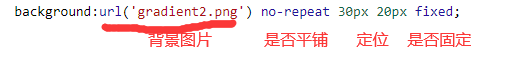 background:url('gradient2.png') no-repeat 30px 20px fixed;
背景图片 是否平铺 定位 是否固定